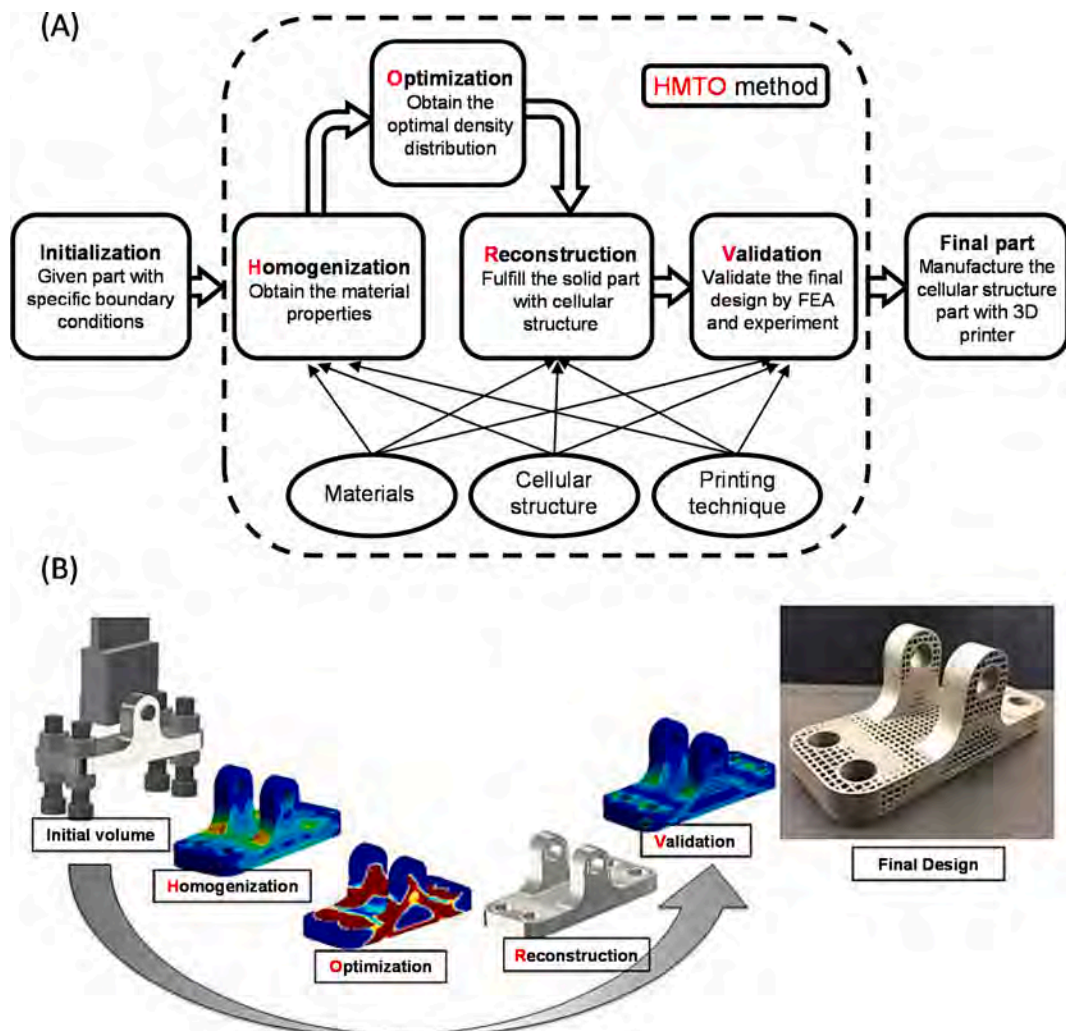 (A)
Optimization
Obtain the
optimal density
distribution
HMTO method
Initialization
Given part with
specific boundary
conditions
Homogenization
Obtain the material
properties
Reconstruction
Fulfill the solid part
with cellular
structure
Validation
Validate the final
design by FEA
and experiment
Final part
Manufacture the
cellular structure
part with 3D
printer
Materials
Cellular
structure
Printing
technique
(B)
Initial volume
Homogenization
Optimization
Reconstruction
Validation
Final Design